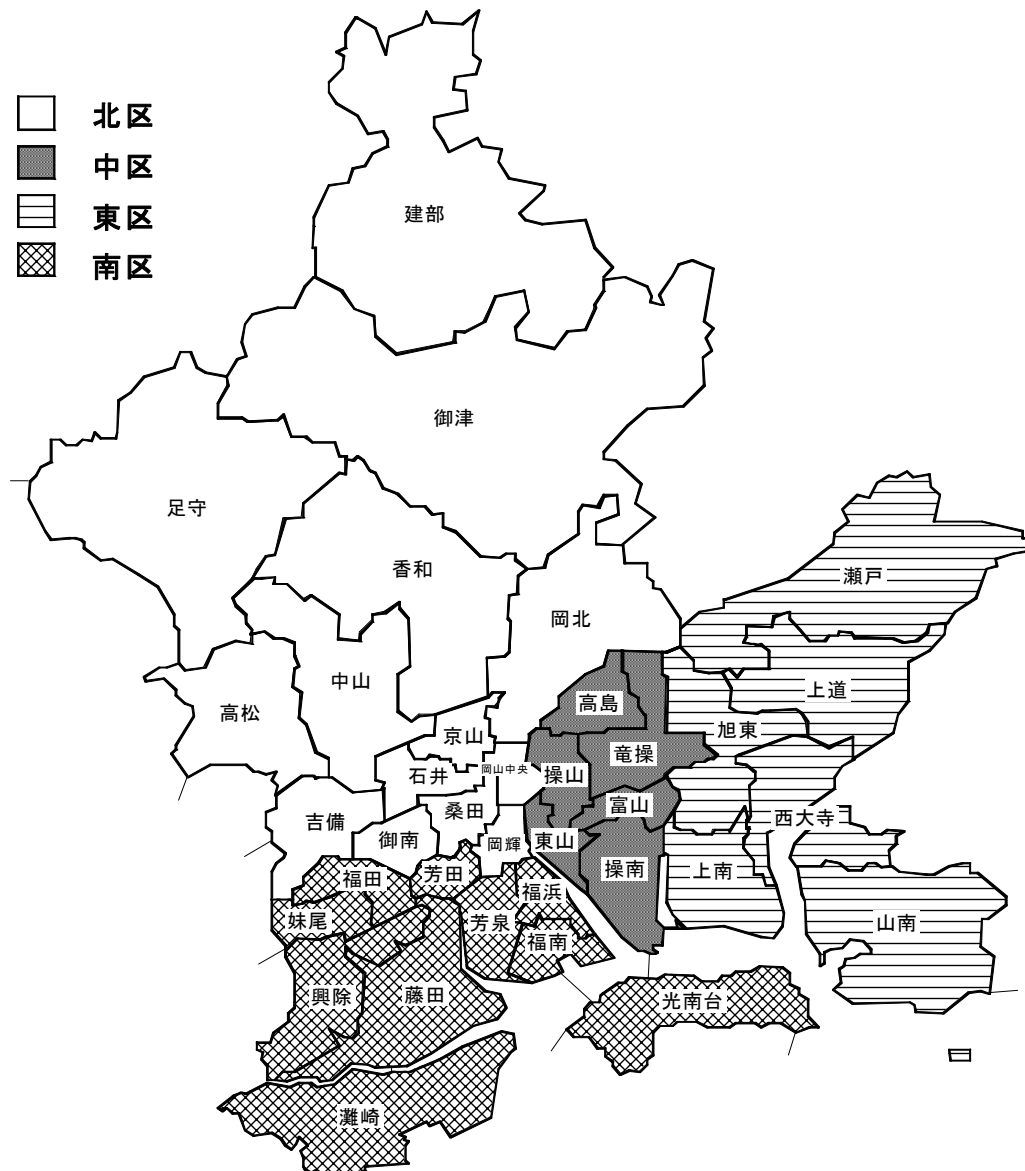 北区
中区
東区
南区
建部
御津
足守
香和
瀬戸
岡北
中山
上道
高松
高島
旭東
京山
竜操
岡山中央
操山
石井
富山
桑田
吉備
西大寺
御南
岡輝
東山
操南
上南
芳田
福田
福浜
妹尾
芳泉
山南
福南
興除
藤田
光南台
灘崎